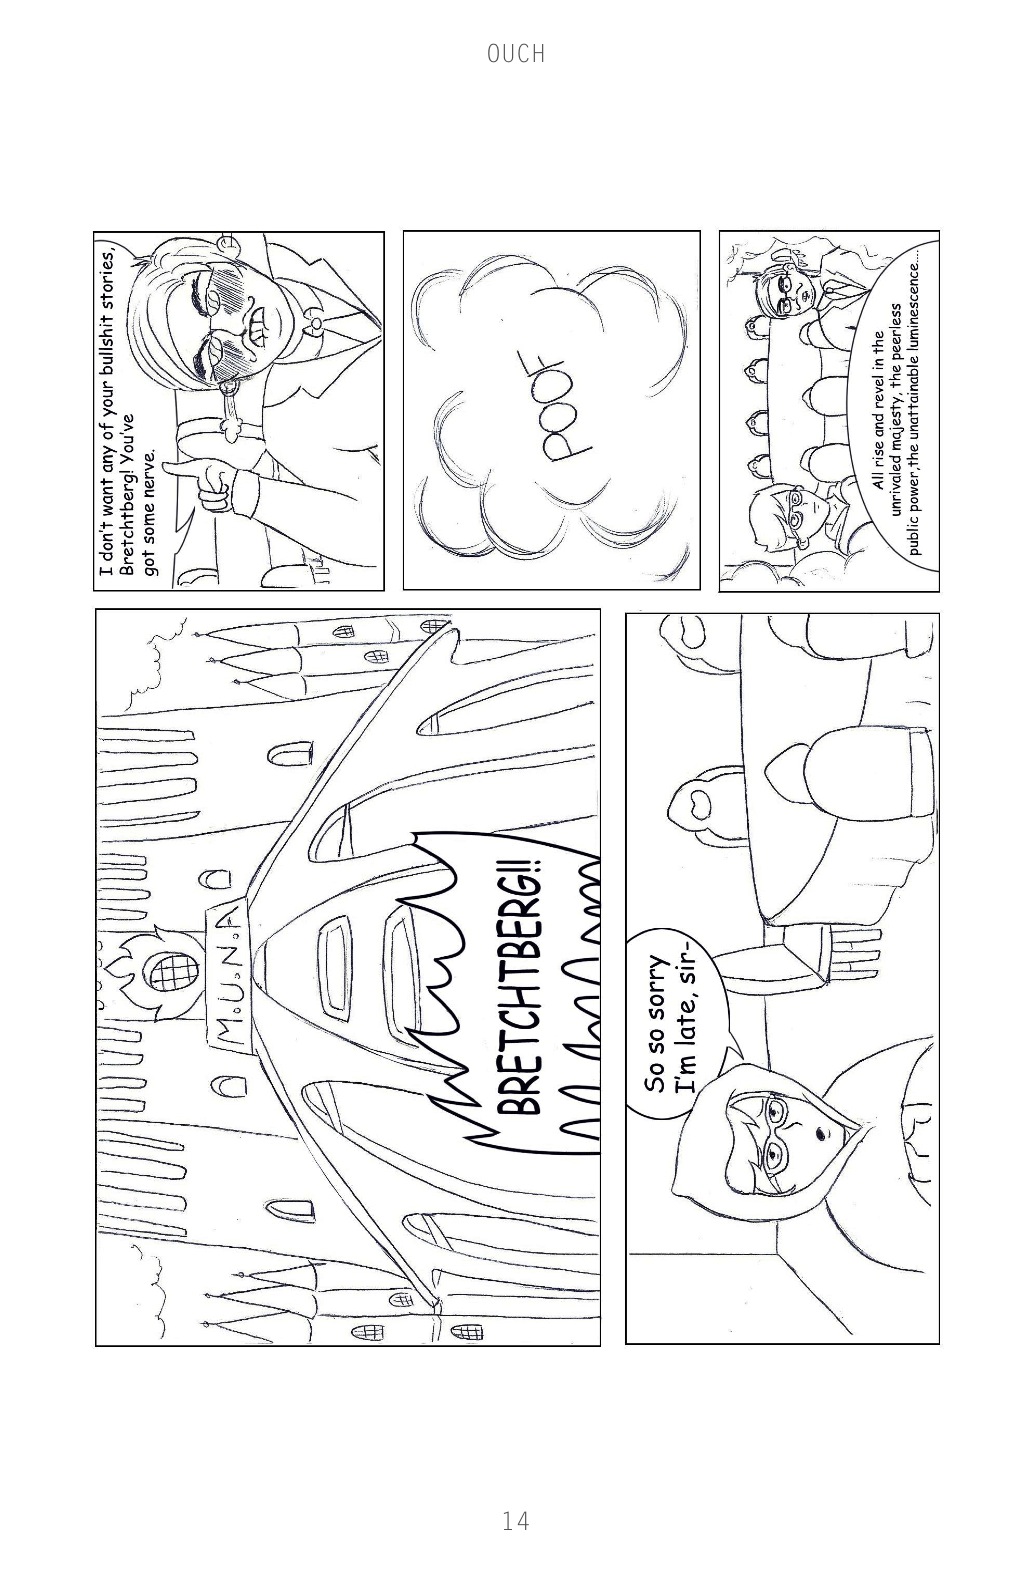 OUCH
M.U.N.A
BRETCHTBERG!!
So so sorry
I'm late, sir-
I don't want any of your bullshit stories,
Bretchtberg! You've
got some nerve.
POOF
All rise and revel in the
unrivaled majesty, the peerless
public power,the unattainable luminescence...
14